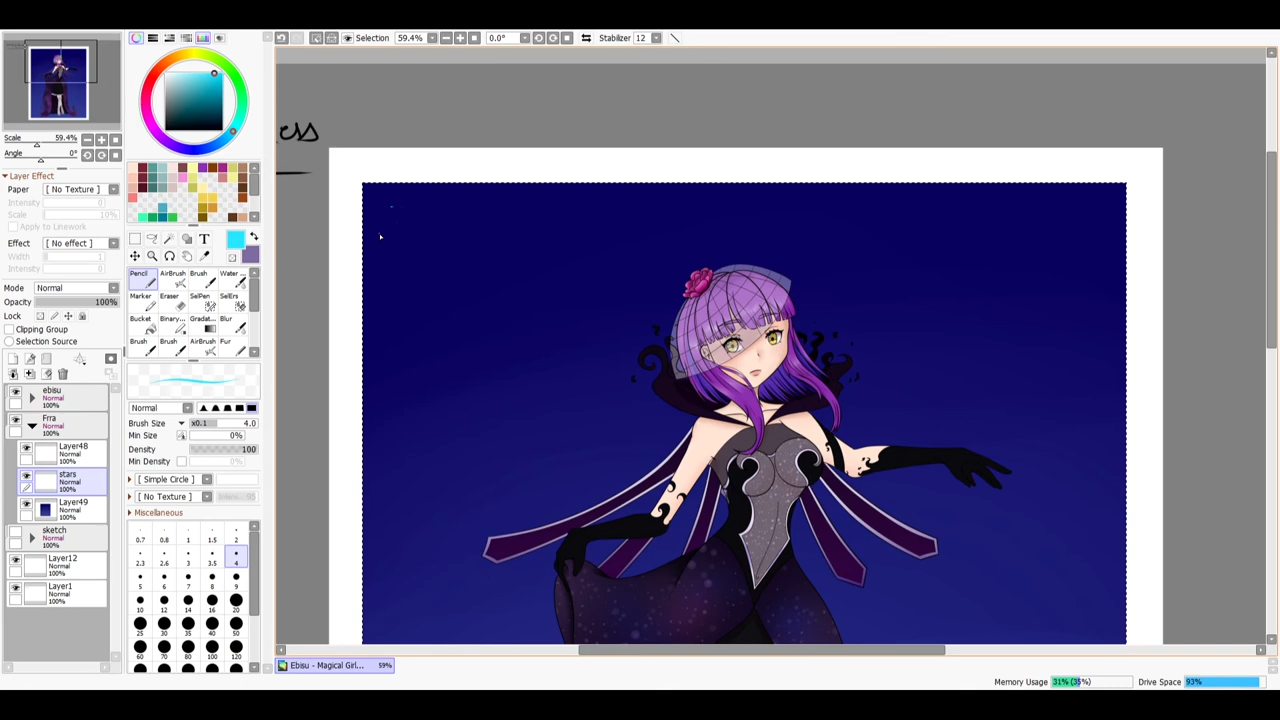 Selection 59.4% 0.0° Stabilizer 12
ess
Scale 59.4%
Angle 0°
Layer Effect
Paper [ No Texture ]
Intensity 0
Scale 10%
Apply to Linework
Effect [ No effect ]
Width 1
Intensity 0
Mode Normal
Opacity 100%
Lock
Clipping Group
Selection Source
ebisu
Normal
100%
Frra
Normal
100%
Layer48
Normal
100%
stars
Normal
100%
Layer49
Normal
100%
sketch
Normal
100%
Layer12
Normal
100%
Layer1
Normal
100%
T
Pencil AirBrush Brush Water ...
Marker Eraser SelPen SelErs
Bucket Binary... Gradat... Blur
Brush Brush AirBrush Fur
Normal
Brush Size x0.1 4.0
Min Size 0%
Density 100
Min Density 0%
[ Simple Circle ]
[ No Texture ]
Miscellaneous
0.7 0.8 1 1.5 2
2.3 2.6 3 3.5 4
5 6 7 8 9
10 12 14 16 20
25 30 35 40 50
60 70 80 100 120
Ebisu - Magical Girl... 59%
Memory Usage 31% (35%) Drive Space 93%